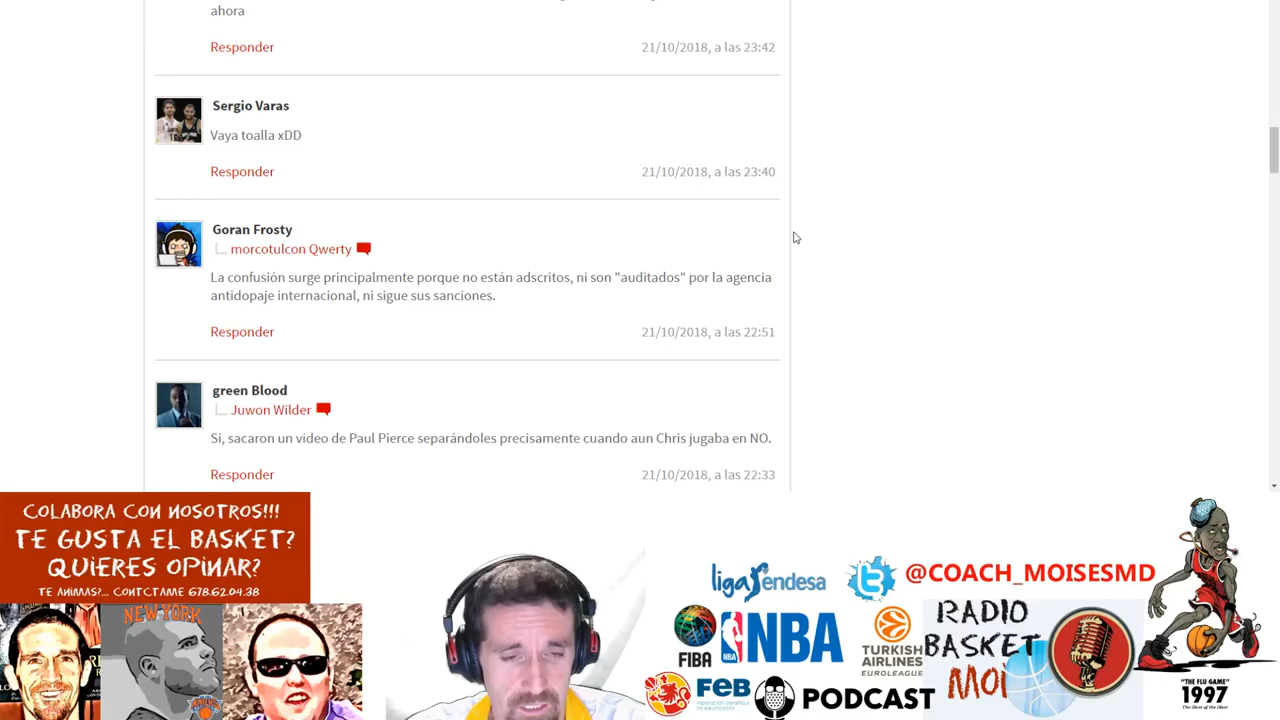 ahora
Responder
21/10/2018, a las 23:42
Sergio Varas
Vaya toalla xDD
Responder
21/10/2018, a las 23:40
Goran Frosty
morcotulcon Qwerty
La confusión surge principalmente porque no están adscritos, ni son "auditados" por la agencia
antidopaje internacional, ni sigue sus sanciones.
Responder
21/10/2018, a las 22:51
green Blood
Juwon Wilder
Si, sacaron un video de Paul Pierce separándoles precisamente cuando aun Chris jugaba en NO.
Responder
21/10/2018, a las 22:33
COLABORA CON NOSOTROS!!!
TE GUSTA EL BASKET?
QUIERES OPINAR?
TE ANIMAS?... CONTCTAME 678.62.04.38
NEW YORK
liga endesa
@COACH_MOISESMD
FIBA
NBA
TURKISH
AIRLINES
EUROLEAGUE
RADIO
BASKET
MOI
FEB
PODCAST
"THE FLU GAME"
1997